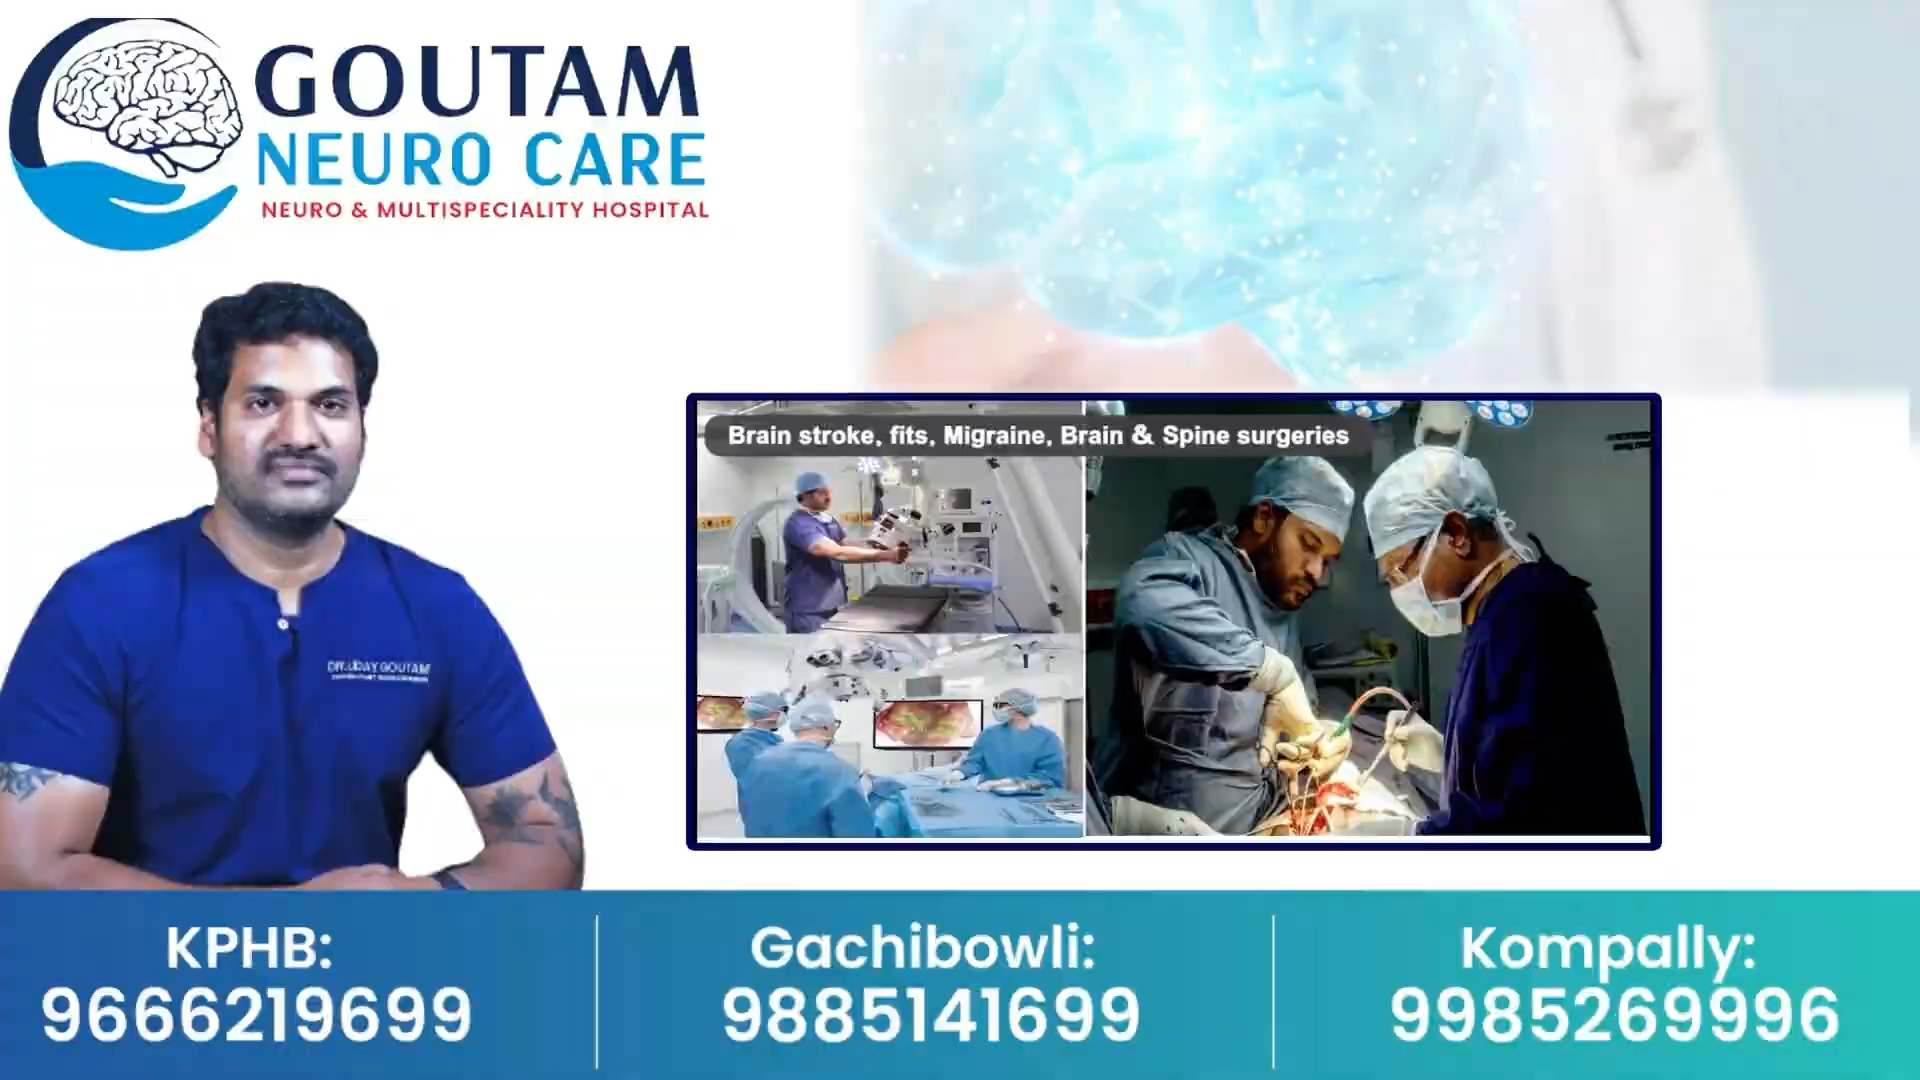 GOUTAM
NEURO CARE
NEURO & MULTISPECIALITY HOSPITAL
Brain stroke, fits, Migraine, Brain & Spine surgeries
DR.UDAY GOUTAM
KPHB:
9666219699
Gachibowli:
9885141699
Kompally:
9985269996